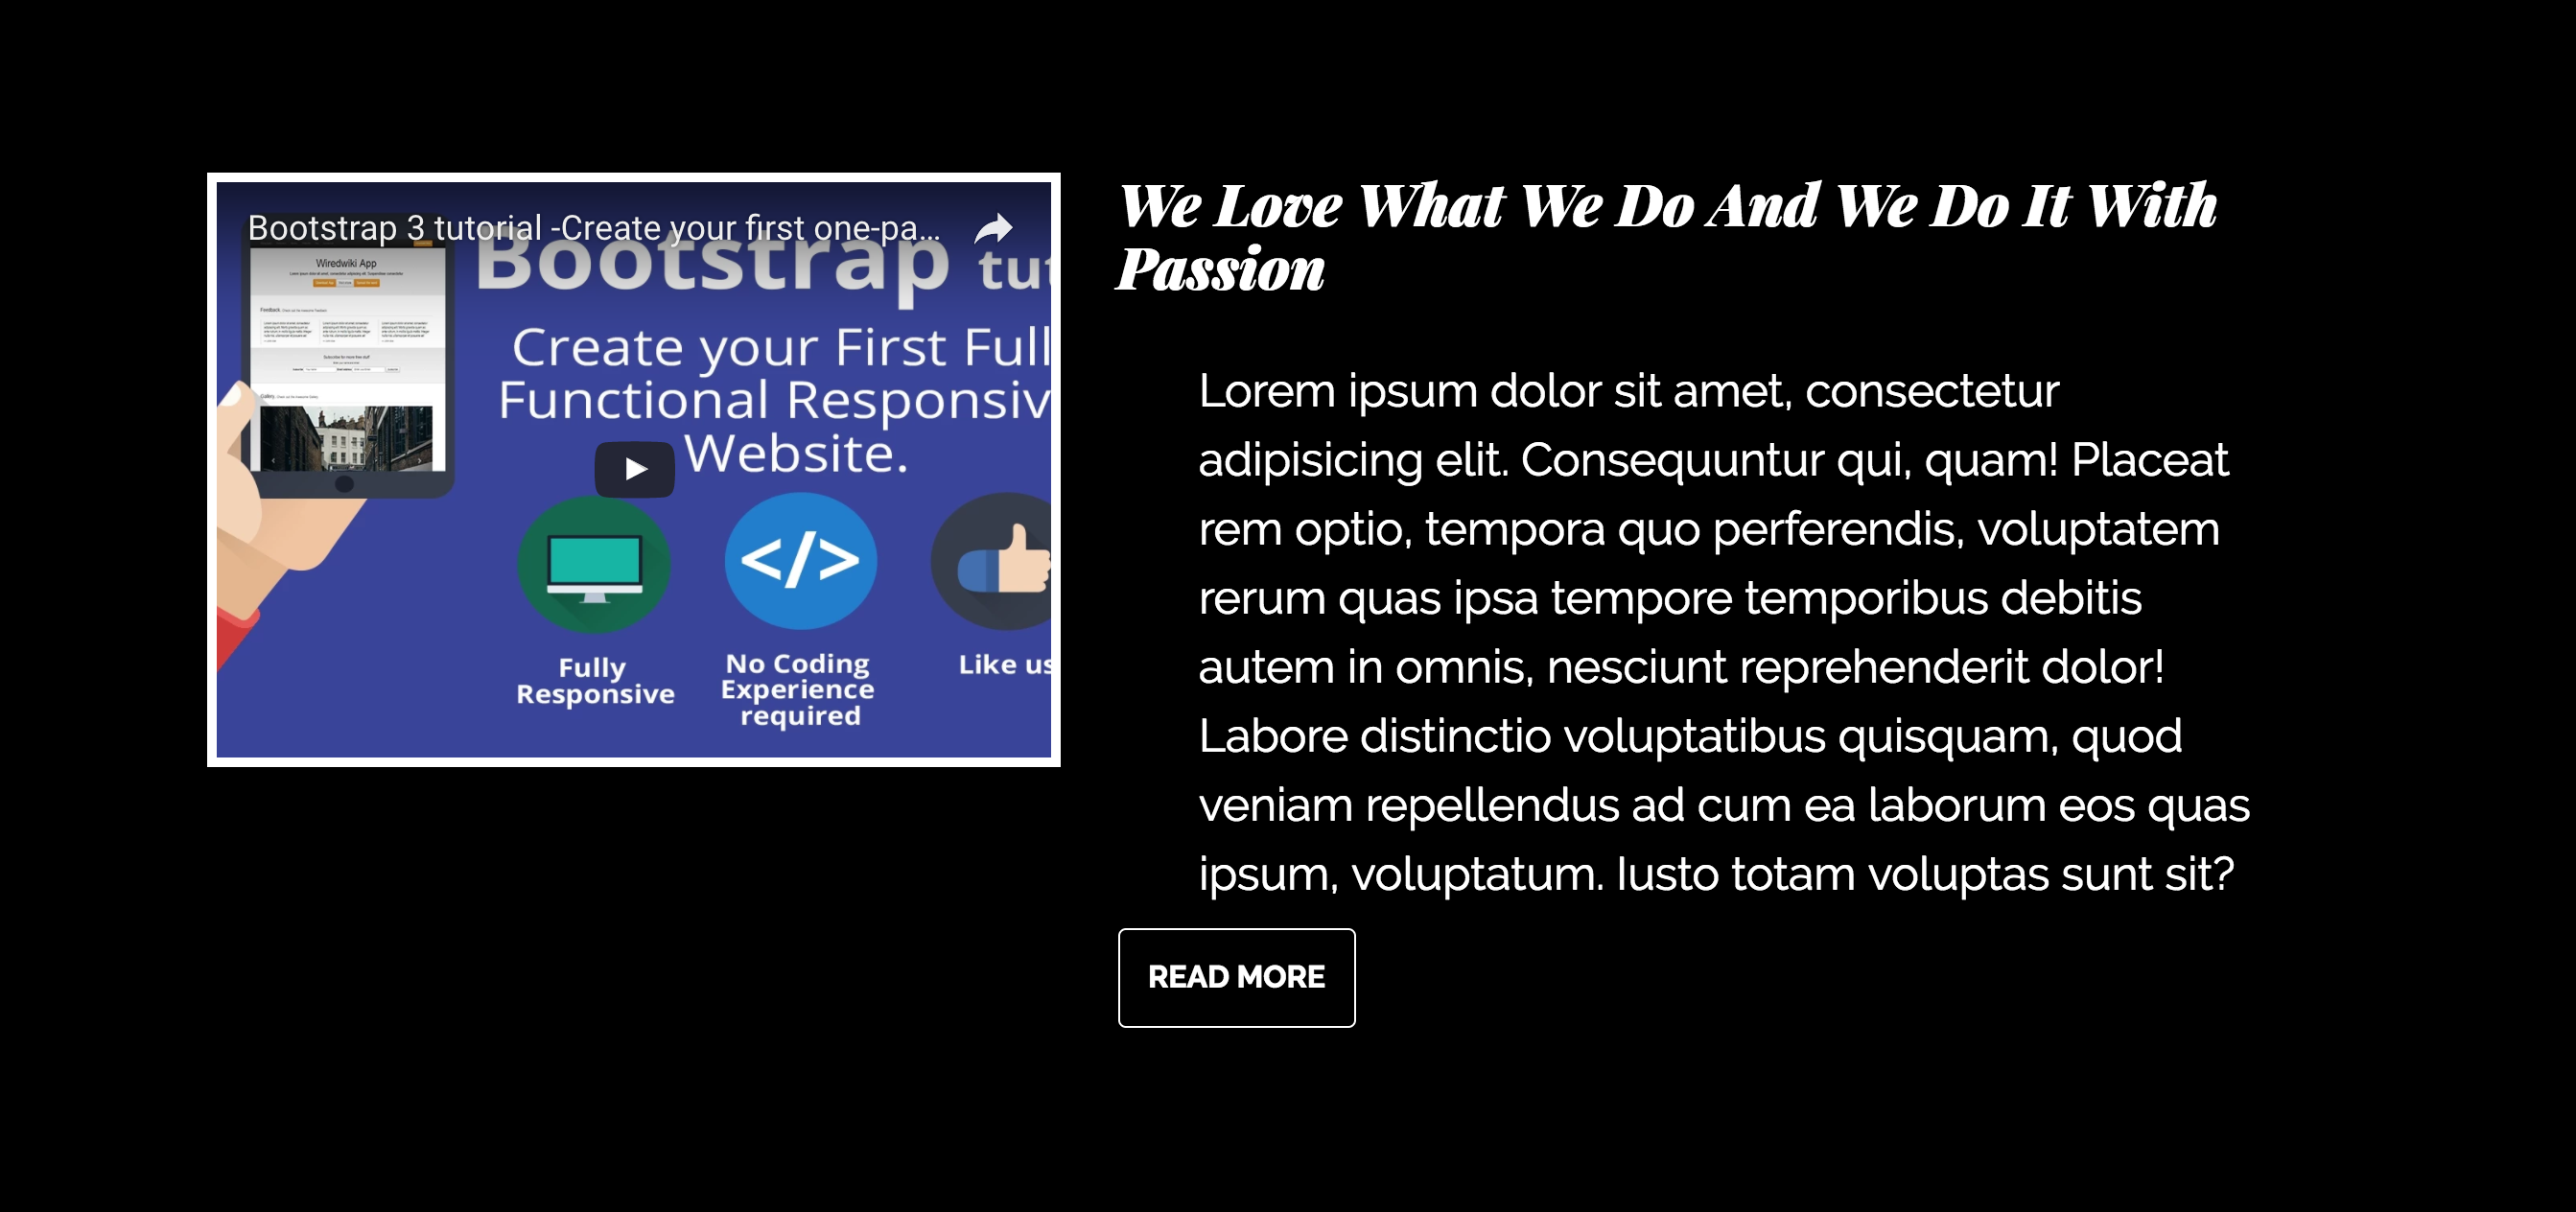 Bootstrap 3 tutorial -Create your first one-pa...
Wiredwiki App
Bootstrap tut
Create your First Full
Functional Responsiv
Website.
Feedback
Gallery
</>
Fully
Responsive
No Coding
Experience
required
Like us
We Love What We Do And We Do It With
Passion
Lorem ipsum dolor sit amet, consectetur
adipisicing elit. Consequuntur qui, quam! Placeat
rem optio, tempora quo perferendis, voluptatem
rerum quas ipsa tempore temporibus debitis
autem in omnis, nesciunt reprehenderit dolor!
Labore distinctio voluptatibus quisquam, quod
veniam repellendus ad cum ea laborum eos quas
ipsum, voluptatum. Iusto totam voluptas sunt sit?
READ MORE